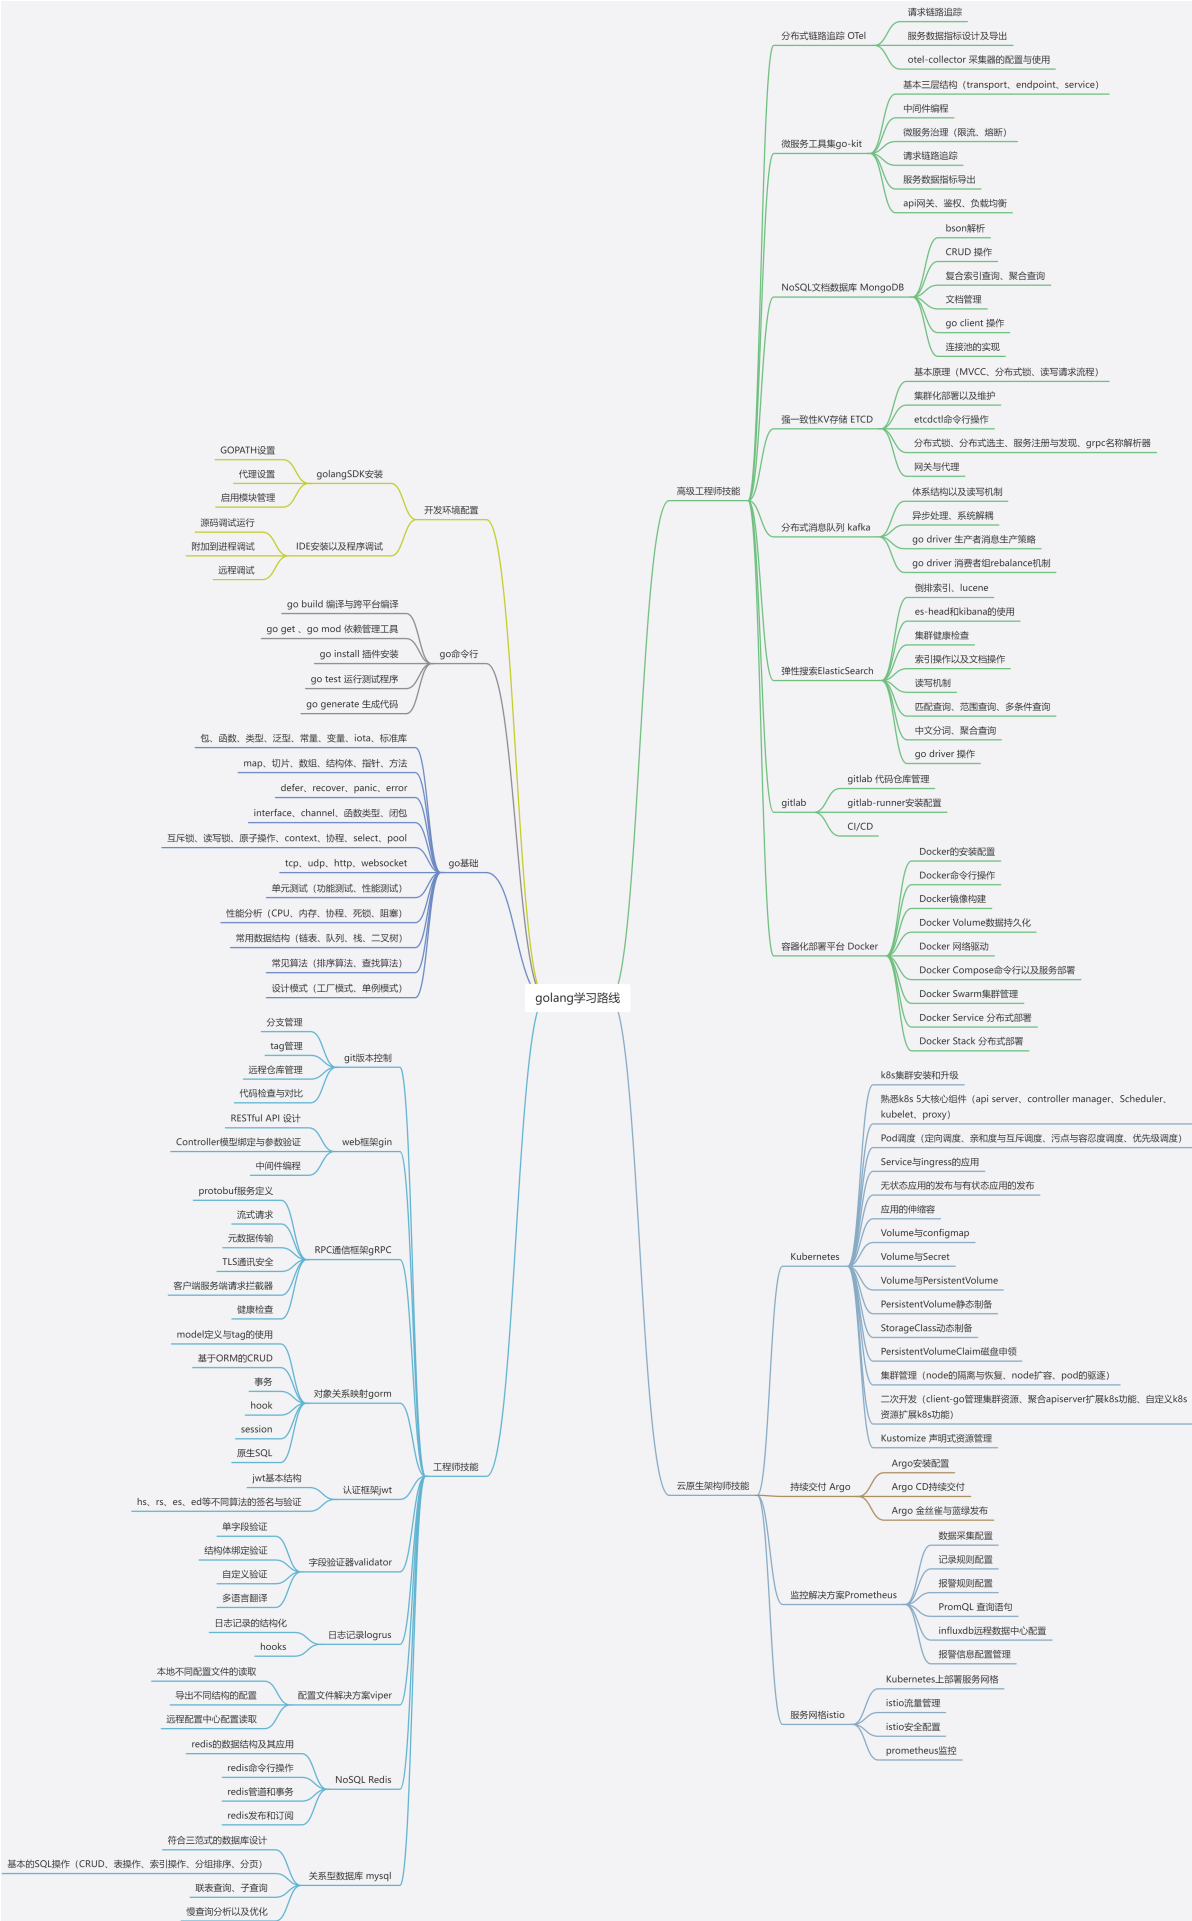 golang学习路线
开发环境配置
golangSDK安装
GOPATH设置
代理设置
启用模块管理
IDE安装以及程序调试
源码调试运行
附加到进程调试
远程调试
go命令行
go build 编译与跨平台编译
go get 、go mod 依赖管理工具
go install 插件安装
go test 运行测试程序
go generate 生成代码
go基础
包、函数、类型、泛型、常量、变量、iota、标准库
map、切片、数组、结构体、指针、方法
defer、recover、panic、error
interface、channel、函数类型、闭包
互斥锁、读写锁、原子操作、context、协程、select、pool
tcp、udp、http、websocket
单元测试（功能测试、性能测试）
性能分析（CPU、内存、协程、死锁、阻塞）
常用数据结构（链表、队列、栈、二叉树）
常见算法（排序算法、查找算法）
设计模式（工厂模式、单例模式）
工程师技能
git版本控制
分支管理
tag管理
远程仓库管理
代码检查与对比
web框架gin
RESTful API 设计
Controller模型绑定与参数验证
中间件编程
RPC通信框架gRPC
protobuf服务定义
流式请求
元数据传输
TLS通讯安全
客户端服务端请求拦截器
健康检查
对象关系映射gorm
model定义与tag的使用
基于ORM的CRUD
事务
hook
session
原生SQL
认证框架jwt
jwt基本结构
hs、rs、es、ed等不同算法的签名与验证
字段验证器validator
单字段验证
结构体绑定验证
自定义验证
多语言翻译
日志记录logrus
日志记录的结构化
hooks
配置文件解决方案viper
本地不同配置文件的读取
导出不同结构的配置
远程配置中心配置读取
NoSQL Redis
redis的数据结构及其应用
redis命令行操作
redis管道和事务
redis发布和订阅
关系型数据库 mysql
符合三范式的数据库设计
基本的SQL操作（CRUD、表操作、索引操作、分组排序、分页）
联表查询、子查询
慢查询分析以及优化
高级工程师技能
分布式链路追踪 OTel
请求链路追踪
服务数据指标设计及导出
otel-collector 采集器的配置与使用
微服务工具集go-kit
基本三层结构（transport、endpoint、service）
中间件编程
微服务治理（限流、熔断）
请求链路追踪
服务数据指标导出
api网关、鉴权、负载均衡
NoSQL文档数据库 MongoDB
bson解析
CRUD 操作
复合索引查询、聚合查询
文档管理
go client 操作
连接池的实现
强一致性KV存储 ETCD
基本原理（MVCC、分布式锁、读写请求流程）
集群化部署以及维护
etcdctl命令行操作
分布式锁、分布式选主、服务注册与发现、grpc名称解析器
网关与代理
分布式消息队列 kafka
体系结构以及读写机制
异步处理、系统解耦
go driver 生产者消息生产策略
go driver 消费者组rebalance机制
弹性搜索ElasticSearch
倒排索引、lucene
es-head和kibana的使用
集群健康检查
索引操作以及文档操作
读写机制
匹配查询、范围查询、多条件查询
中文分词、聚合查询
go driver 操作
gitlab
gitlab 代码仓库管理
gitlab-runner安装配置
CI/CD
容器化部署平台 Docker
Docker的安装配置
Docker命令行操作
Docker镜像构建
Docker Volume数据持久化
Docker 网络驱动
Docker Compose命令行以及服务部署
Docker Swarm集群管理
Docker Service 分布式部署
Docker Stack 分布式部署
云原生架构师技能
Kubernetes
k8s集群安装和升级
熟悉k8s 5大核心组件（api server、controller manager、Scheduler、
kubelet、proxy）
Pod调度（定向调度、亲和度与互斥调度、污点与容忍度调度、优先级调度）
Service与ingress的应用
无状态应用的发布与有状态应用的发布
应用的伸缩容
Volume与configmap
Volume与Secret
Volume与PersistentVolume
PersistentVolume静态制备
StorageClass动态制备
PersistentVolumeClaim磁盘申领
集群管理（node的隔离与恢复、node扩容、pod的驱逐）
二次开发（client-go管理集群资源、聚合apiserver扩展k8s功能、自定义k8s
资源扩展k8s功能）
Kustomize 声明式资源管理
持续交付 Argo
Argo安装配置
Argo CD持续交付
Argo 金丝雀与蓝绿发布
监控解决方案Prometheus
数据采集配置
记录规则配置
报警规则配置
PromQL 查询语句
influxdb远程数据中心配置
报警信息配置管理
服务网格istio
Kubernetes上部署服务网格
istio流量管理
istio安全配置
prometheus监控